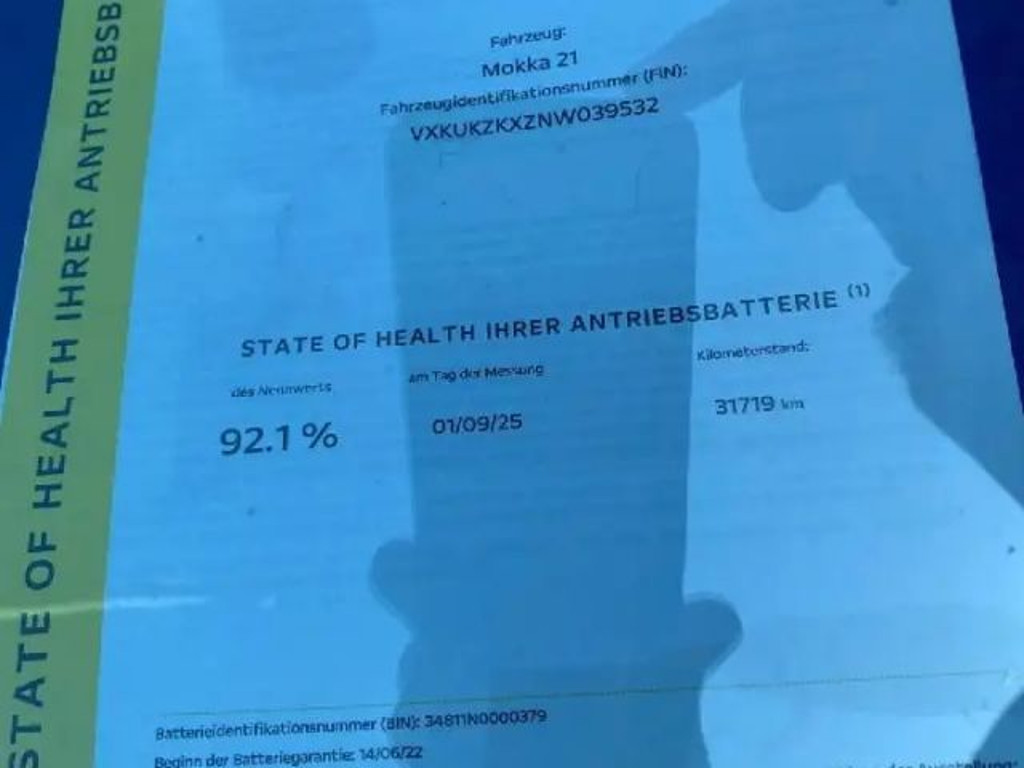 STATE OF HEALTH IHRER ANTRIEBSB
Fahrzeug:
Mokka 21
Fahrzeugidentifikationsnummer (FIN):
VXKUKZKXZNW039532
STATE OF HEALTH IHRER ANTRIEBSBATTERIE (1)
des Nennwerts
am Tag der Messung
Kilometerstand:
92.1 %
01/09/25
31719 km
Batterieidentifikationsnummer (BIN): 34811N0000379
Beginn der Batteriegarantie: 14/06/22